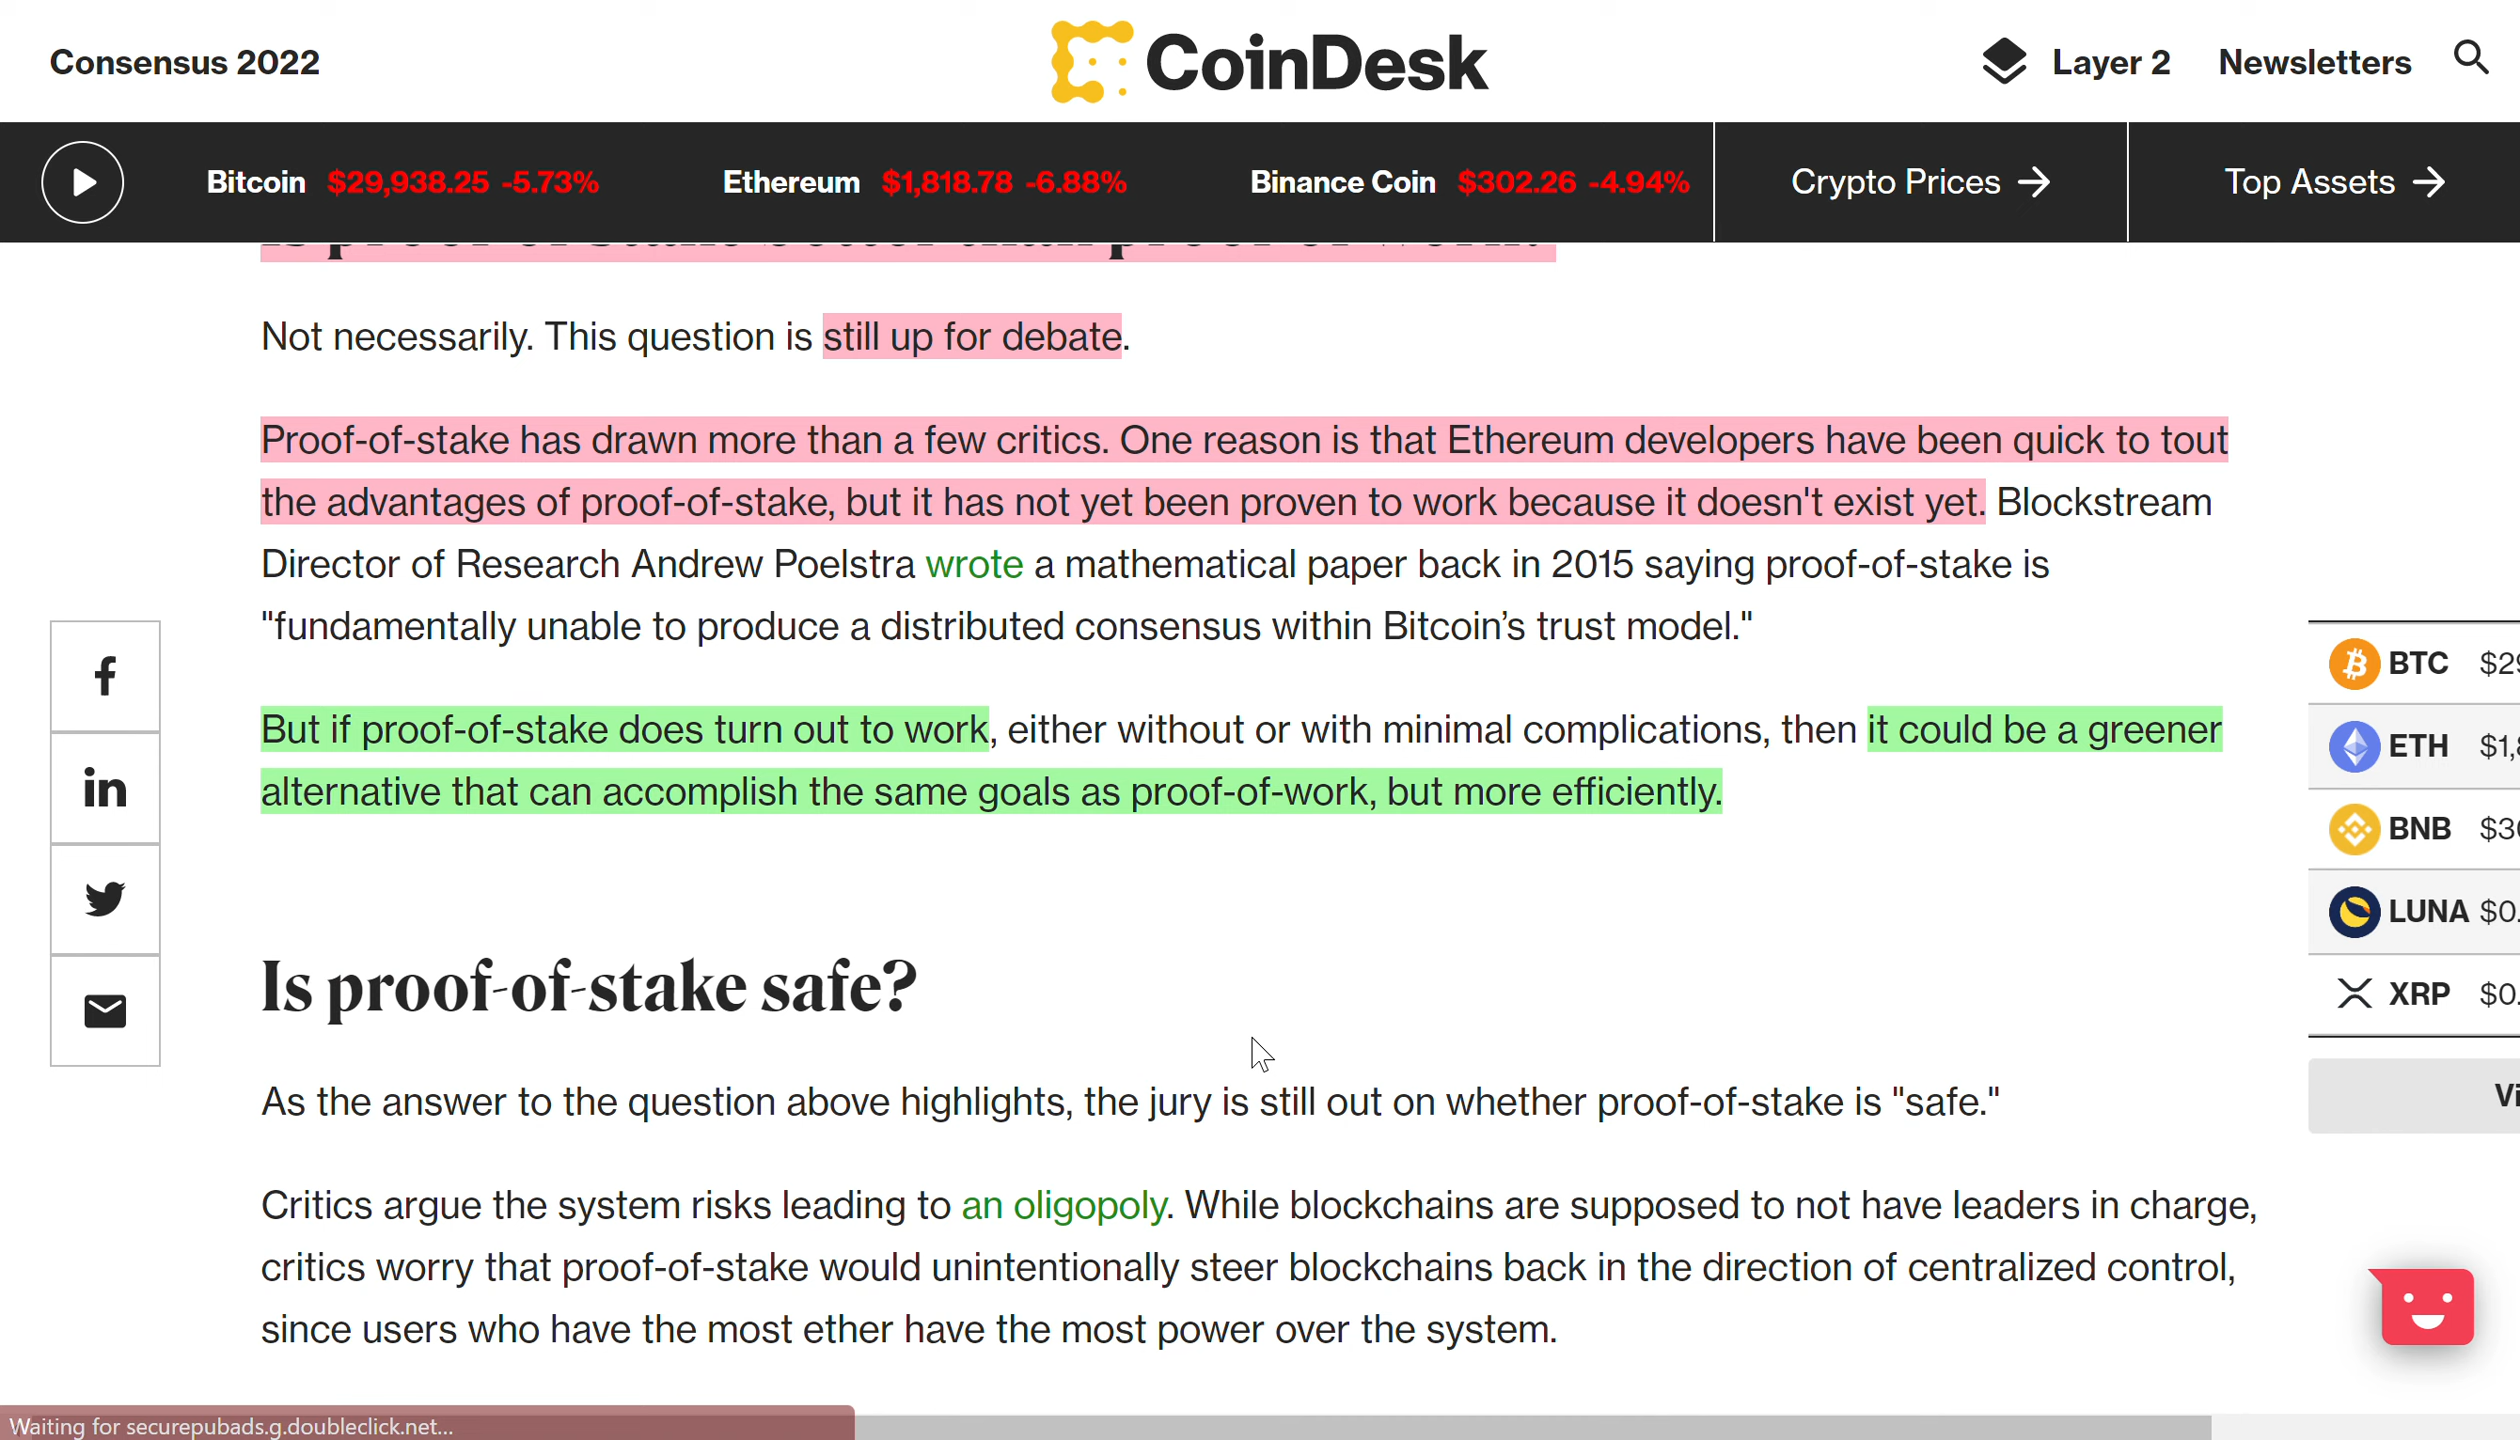 Consensus 2022
CoinDesk
Layer 2
Newsletters
Bitcoin $29,938.25 -5.73%
Ethereum $1,818.78 -6.88%
Binance Coin $302.26 -4.94%
Crypto Prices →
Top Assets →
Not necessarily. This question is still up for debate.
Proof-of-stake has drawn more than a few critics. One reason is that Ethereum developers have been quick to tout
the advantages of proof-of-stake, but it has not yet been proven to work because it doesn't exist yet. Blockstream
Director of Research Andrew Poelstra wrote a mathematical paper back in 2015 saying proof-of-stake is
"fundamentally unable to produce a distributed consensus within Bitcoin’s trust model."
But if proof-of-stake does turn out to work, either without or with minimal complications, then it could be a greener
alternative that can accomplish the same goals as proof-of-work, but more efficiently.
Is proof-of-stake safe?
As the answer to the question above highlights, the jury is still out on whether proof-of-stake is "safe."
Critics argue the system risks leading to an oligopoly. While blockchains are supposed to not have leaders in charge,
critics worry that proof-of-stake would unintentionally steer blockchains back in the direction of centralized control,
since users who have the most ether have the most power over the system.
BTC
ETH
BNB
LUNA
XRP
Waiting for securepubads.g.doubleclick.net...